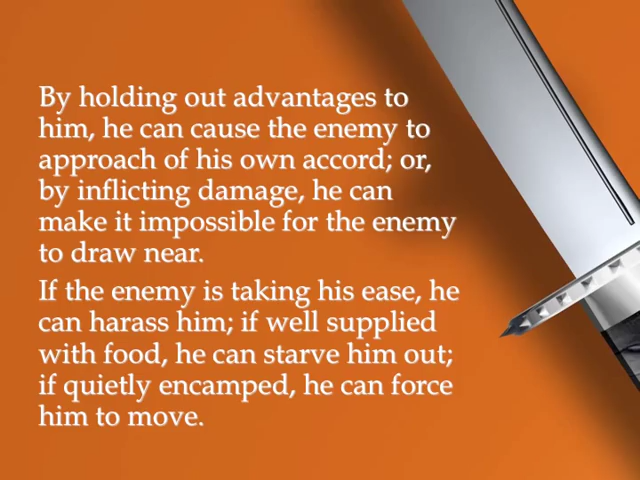 By holding out advantages to
him, he can cause the enemy to
approach of his own accord; or,
by inflicting damage, he can
make it impossible for the enemy
to draw near.
If the enemy is taking his ease, he
can harass him; if well supplied
with food, he can starve him out;
if quietly encamped, he can force
him to move.